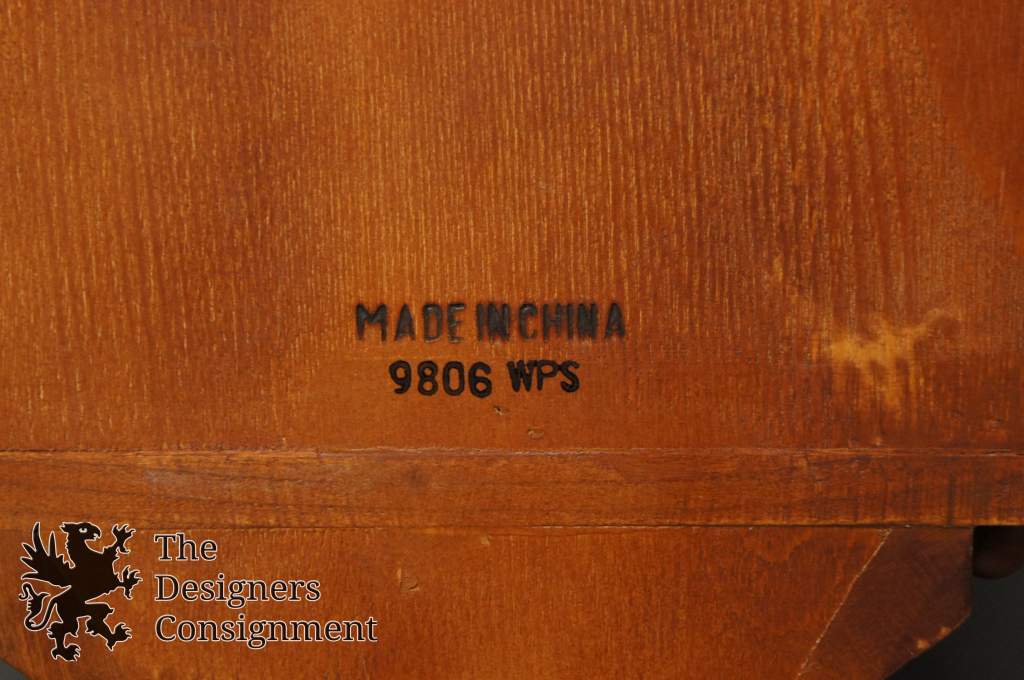 MADE IN CHINA
9806 WPS
The
Designers
Consignment